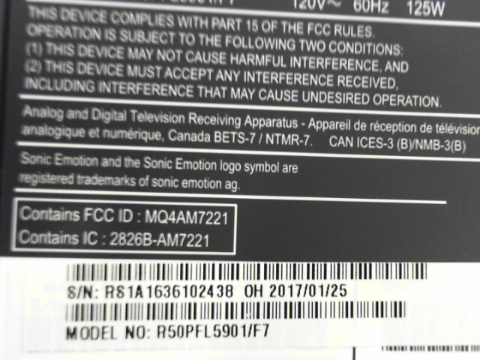 120V~ 60Hz 125W
THIS DEVICE COMPLIES WITH PART 15 OF THE FCC RULES.
OPERATION IS SUBJECT TO THE FOLLOWING TWO CONDITIONS:
(1) THIS DEVICE MAY NOT CAUSE HARMFUL INTERFERENCE, AND
(2) THIS DEVICE MUST ACCEPT ANY INTERFERENCE RECEIVED,
INCLUDING INTERFERENCE THAT MAY CAUSE UNDESIRED OPERATION.
Analog and Digital Television Receiving Apparatus - Appareil de réception de télévision
analogique et numérique, Canada BETS-7 / NTMR-7. CAN ICES-3 (B)/NMB-3(B)
Sonic Emotion and the Sonic Emotion logo symbol are
registered trademarks of sonic emotion ag.
Contains FCC ID : MQ4AM7221
Contains IC : 2826B-AM7221
S/N: RS1A1636102438 OH 2017/01/25
MODEL NO: R50PFL5901/F7